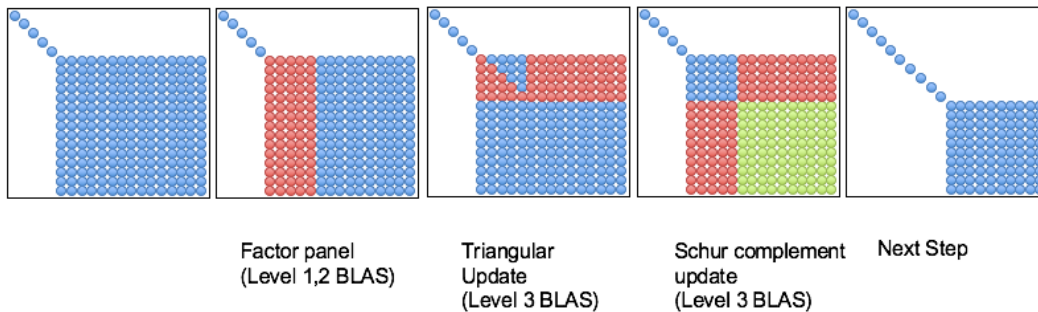 Factor panel
(Level 1,2 BLAS)
Triangular
Update
(Level 3 BLAS)
Schur complement
update
(Level 3 BLAS)
Next Step